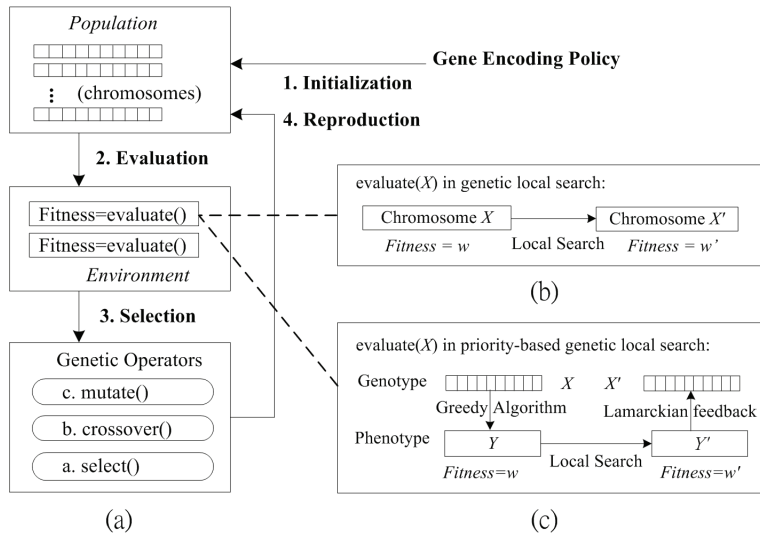 Population
(chromosomes)
Gene Encoding Policy
1. Initialization
4. Reproduction
2. Evaluation
Fitness=evaluate()
Fitness=evaluate()
Environment
3. Selection
Genetic Operators
c. mutate()
b. crossover()
a. select()
(a)
evaluate(X) in genetic local search:
Chromosome X
Chromosome X'
Fitness = w
Local Search
Fitness = w’
(b)
evaluate(X) in priority-based genetic local search:
Genotype
X
X'
Greedy Algorithm
Lamarckian feedback
Phenotype
Y
Y'
Local Search
Fitness=w
Fitness=w'
(c)